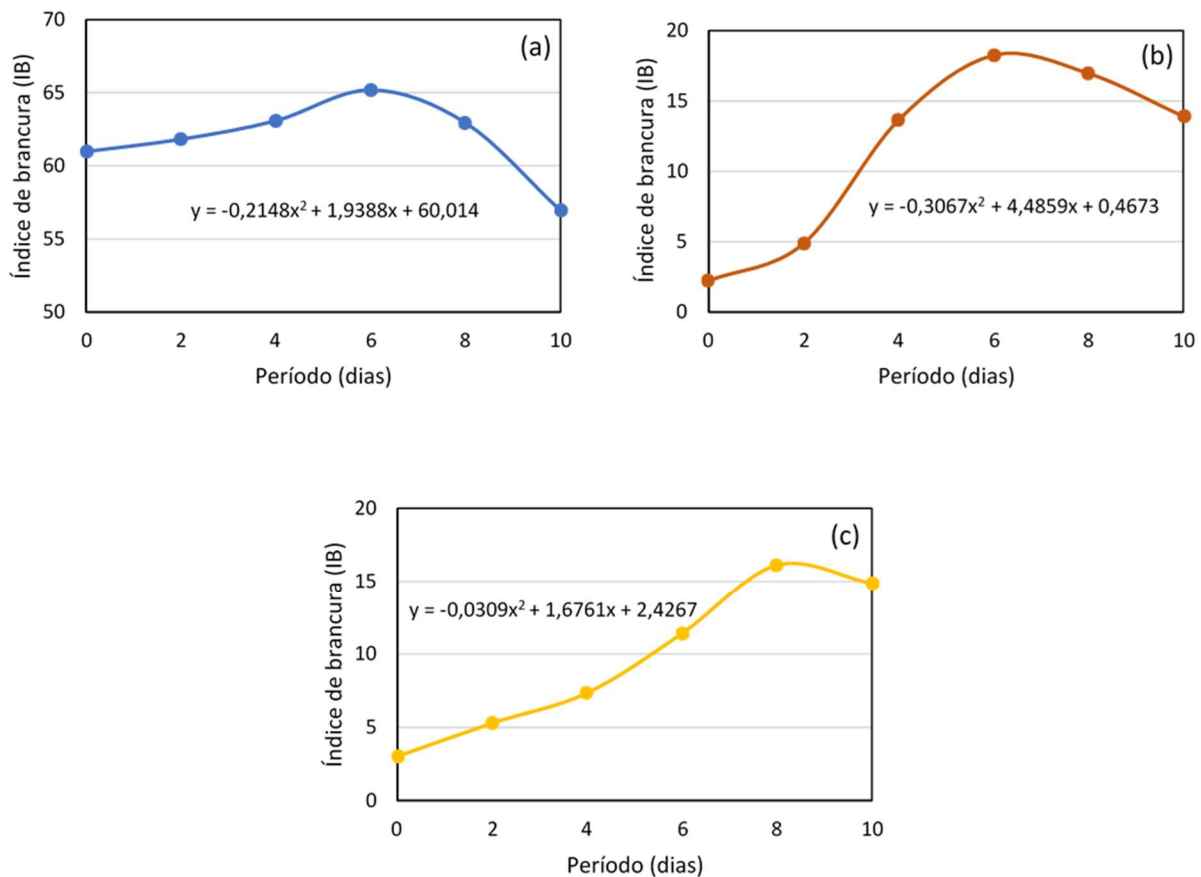 (a)
Índice de brancura (IB)
70
65
60
55
50
y = -0,2148x² + 1,9388x + 60,014
0 2 4 6 8 10
Período (dias)
(b)
Índice de brancura (IB)
20
15
10
5
0
y = -0,3067x² + 4,4859x + 0,4673
0 2 4 6 8 10
Período (dias)
(c)
Índice de brancura (IB)
20
15
10
5
0
y = -0,0309x² + 1,6761x + 2,4267
0 2 4 6 8 10
Período (dias)